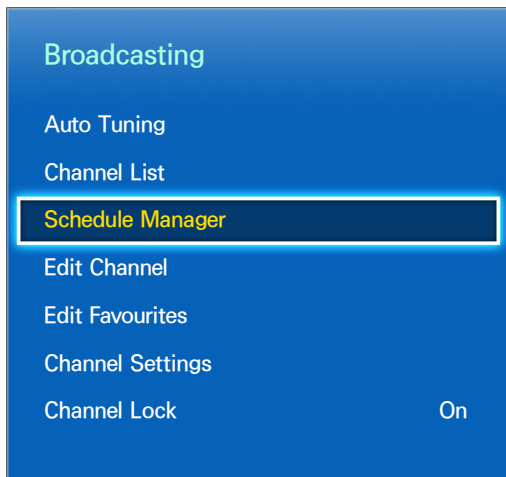 Broadcasting
Auto Tuning
Channel List
Schedule Manager
Edit Channel
Edit Favourites
Channel Settings
Channel Lock On